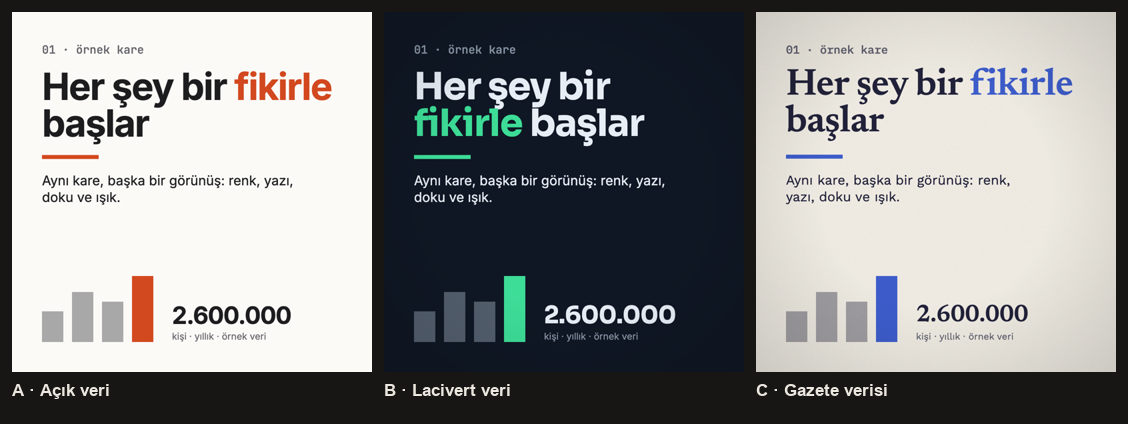 01 · örnek kare
Her şey bir fikirle
başlar
Aynı kare, başka bir görünüş: renk, yazı,
doku ve ışık.
2.600.000
kişi · yıllık · örnek veri
A · Açık veri
01 · örnek kare
Her şey bir
fikirle başlar
Aynı kare, başka bir görünüş: renk, yazı,
doku ve ışık.
2.600.000
kişi · yıllık · örnek veri
B · Lacivert veri
01 · örnek kare
Her şey bir fikirle
başlar
Aynı kare, başka bir görünüş: renk,
yazı, doku ve ışık.
2.600.000
kişi · yıllık · örnek veri
C · Gazete verisi